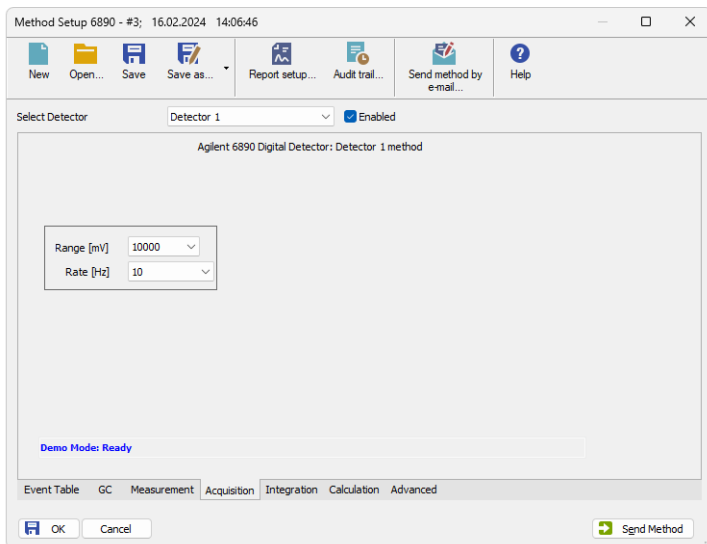 Method Setup 6890 - #3; 16.02.2024 14:06:46
New Open... Save Save as... Report setup... Audit trail... Send method by e-mail... Help
Select Detector Detector 1 Enabled
Agilent 6890 Digital Detector: Detector 1 method
Range [mV] 10000
Rate [Hz] 10
Demo Mode: Ready
Event Table GC Measurement Acquisition Integration Calculation Advanced
OK Cancel Send Method